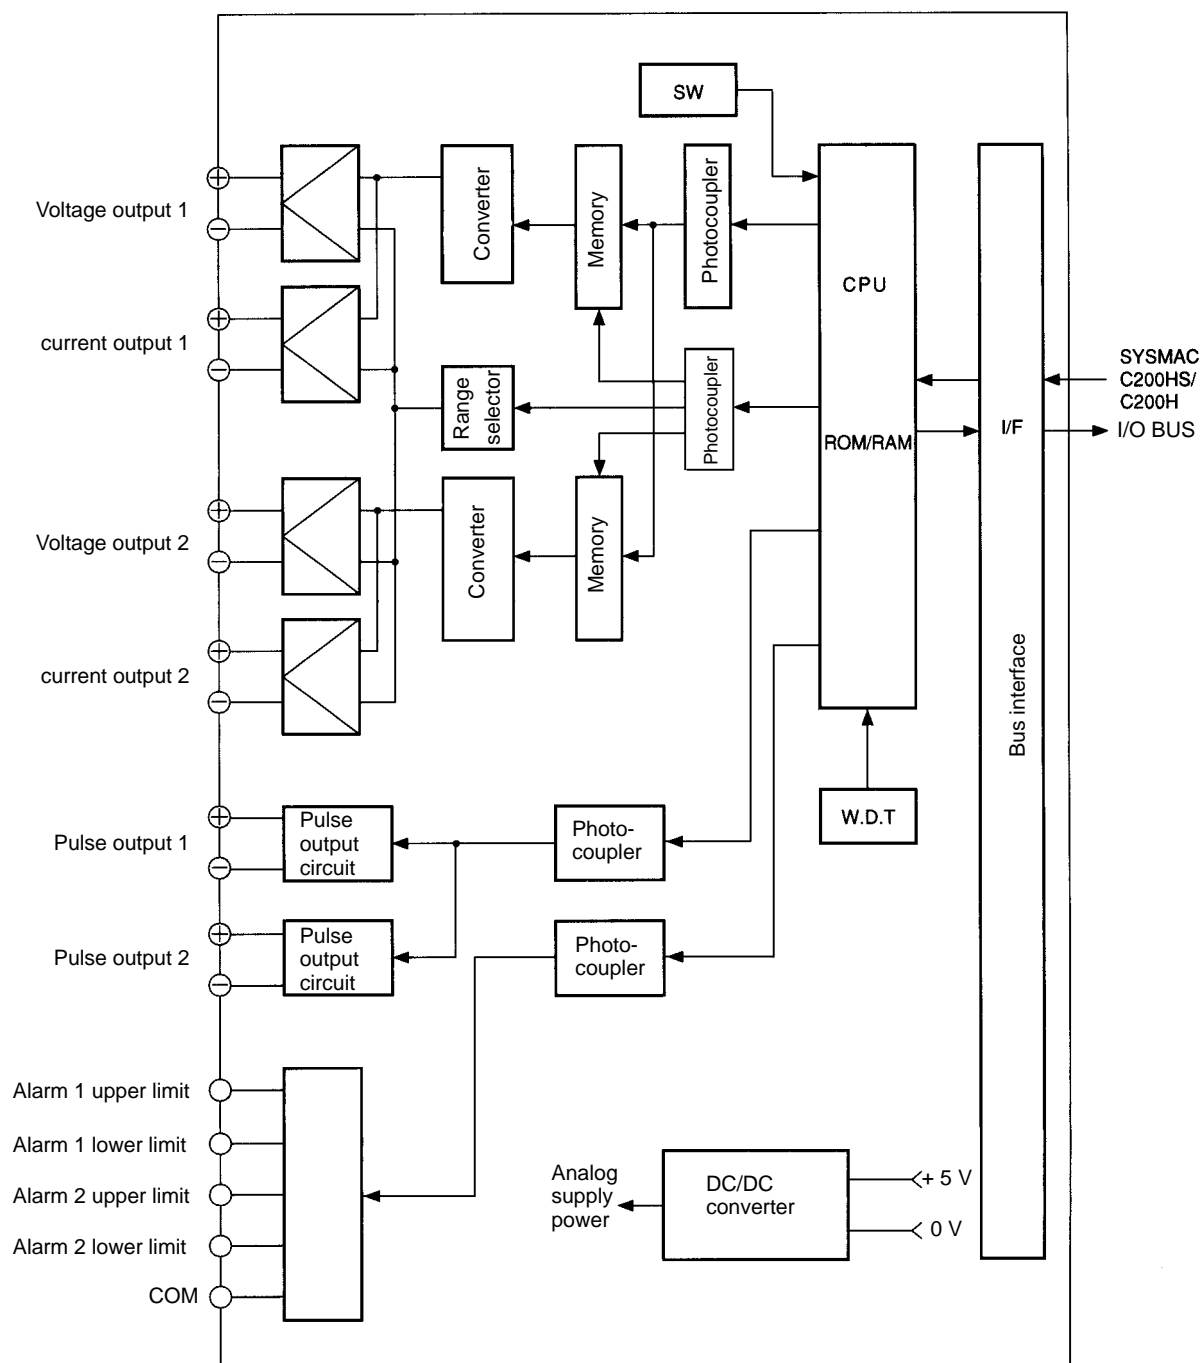 SW
Voltage output 1
Converter
Memory
Photocoupler
CPU
current output 1
Range
selector
Photocoupler
SYSMAC
C200HS/
C200H
I/O BUS
ROM/RAM
I/F
Voltage output 2
Converter
Memory
current output 2
Bus interface
W.D.T
Pulse output 1
Pulse
output
circuit
Photo-
coupler
Pulse output 2
Pulse
output
circuit
Photo-
coupler
Alarm 1 upper limit
Alarm 1 lower limit
Alarm 2 upper limit
Alarm 2 lower limit
COM
Analog
supply
power
DC/DC
converter
+ 5 V
0 V